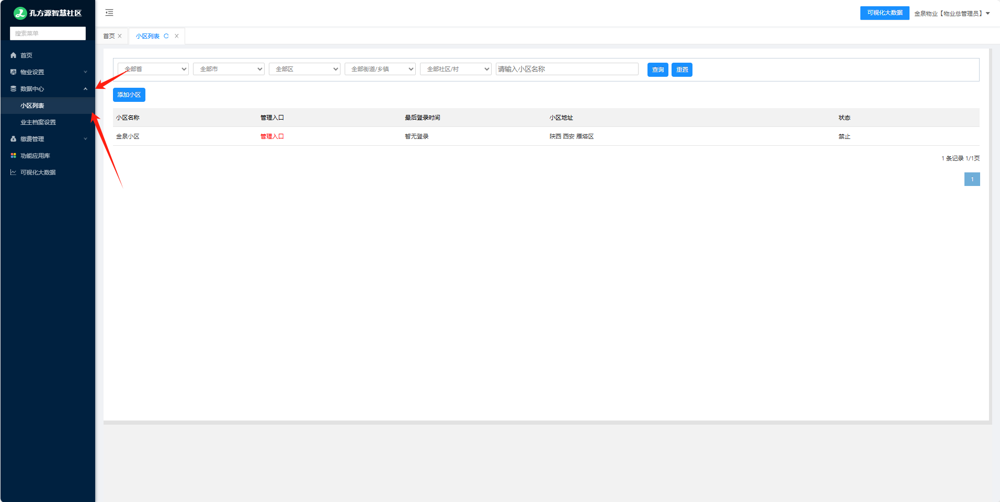 孔方源智慧社区
搜索菜单
首页
物业设置
数据中心
小区列表
业主档案设置
缴费管理
功能应用库
可视化大数据
可视化大数据 金泉物业【物业总管理员】
首页 小区列表
全部省 全部市 全部区 全部街道/乡镇 全部社区/村 请输入小区名称 查询 重置
添加小区
小区名称 管理入口 最后登录时间 小区地址 状态
金泉小区 管理入口 暂无登录 陕西 西安 雁塔区 禁止
1 条记录 1/1页
1